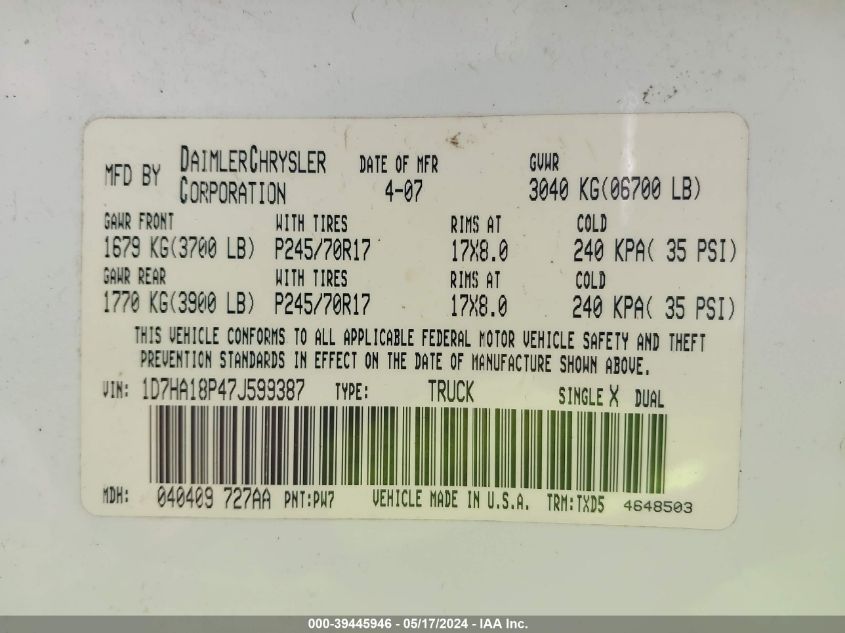 MFD BY DAIMLERCHRYSLER CORPORATION DATE OF MFR 4-07 GVWR 3040 KG(06700 LB)
GAWR FRONT WITH TIRES RIMS AT COLD
1679 KG(3700 LB) P245/70R17 17X8.0 240 KPA( 35 PSI)
GAWR REAR WITH TIRES RIMS AT COLD
1770 KG(3900 LB) P245/70R17 17X8.0 240 KPA( 35 PSI)
THIS VEHICLE CONFORMS TO ALL APPLICABLE FEDERAL MOTOR VEHICLE SAFETY AND THEFT
PREVENTION STANDARDS IN EFFECT ON THE DATE OF MANUFACTURE SHOWN ABOVE.
VIN: 1D7HA18P47J599387 TYPE: TRUCK SINGLE X DUAL
MDH: 040409 727AA PNT:PW7 VEHICLE MADE IN U.S.A. TRM:TXD5 4648503
000-39445946 - 05/17/2024 - IAA Inc.